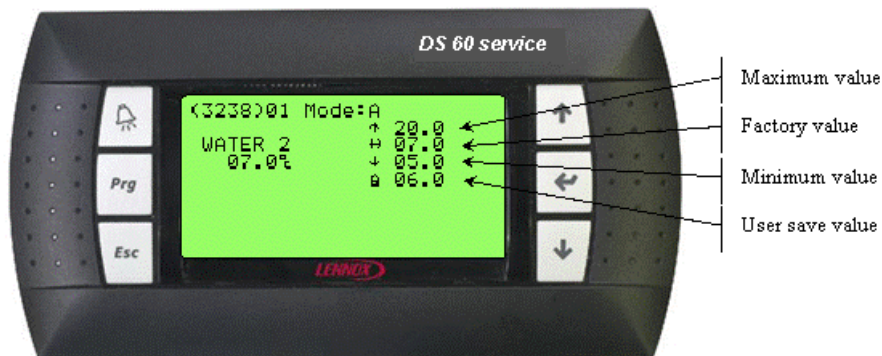 DS 60 service
(3238)01 Mode:A
↑ 20.0
WATER 2 ↔ 07.0
07.0% ↓ 05.0
06.0
Prg
Esc
LENNOX
Maximum value
Factory value
Minimum value
User save value